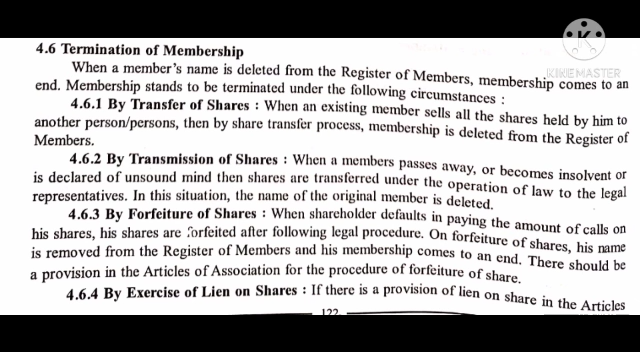 KINEMASTER
4.6 Termination of Membership
When a member's name is deleted from the Register of Members, membership comes to an
end. Membership stands to be terminated under the following circumstances :
4.6.1 By Transfer of Shares : When an existing member sells all the shares held by him to
another person/persons, then by share transfer process, membership is deleted from the Register of
Members.
4.6.2 By Transmission of Shares : When a members passes away, or becomes insolvent or
is declared of unsound mind then shares are transferred under the operation of law to the legal
representatives. In this situation, the name of the original member is deleted.
4.6.3 By Forfeiture of Shares : When shareholder defaults in paying the amount of calls on
his shares, his shares are forfeited after following legal procedure. On forfeiture of shares, his name
is removed from the Register of Members and his membership comes to an end. There should be
a provision in the Articles of Association for the procedure of forfeiture of share.
4.6.4 By Exercise of Lien on Shares : If there is a provision of lien on share in the Articles
122